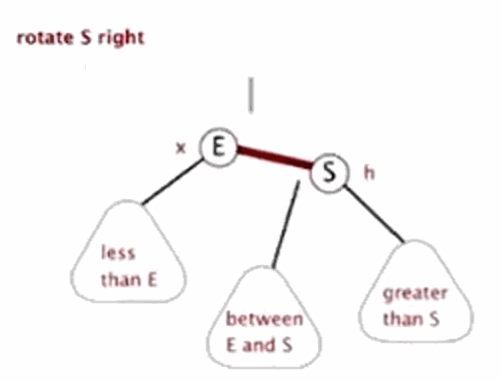 rotate S right
x E
S h
less
than E
between
E and S
greater
than S